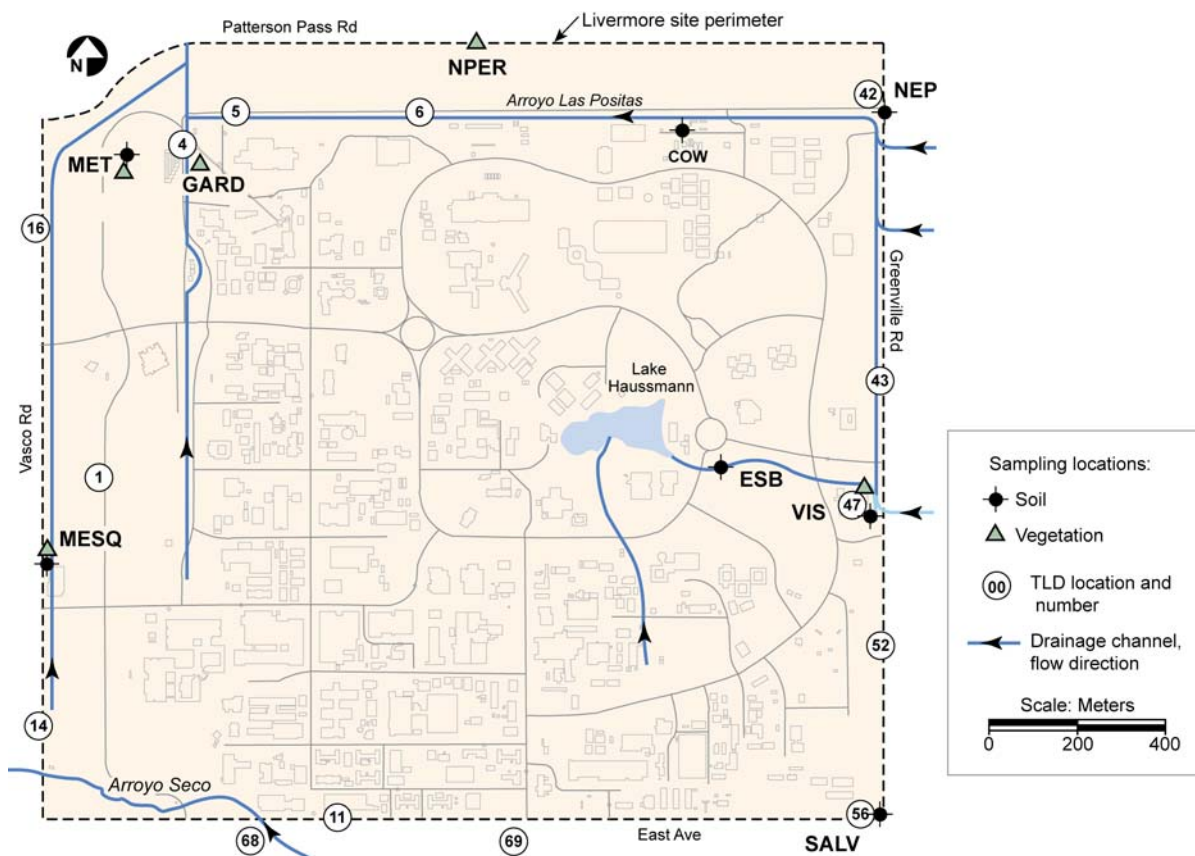 Patterson Pass Rd
Livermore site perimeter
N
NPER
42
NEP
5
6
Arroyo Las Positas
4
COW
MET
GARD
16
Greenville Rd
43
Lake
Haussmann
Vasco Rd
1
ESB
VIS
47
MESQ
52
14
Arroyo Seco
11
56
68
69
East Ave
SALV
Sampling locations:
Soil
Vegetation
00
TLD location and
number
Drainage channel,
flow direction
Scale: Meters
0 200 400